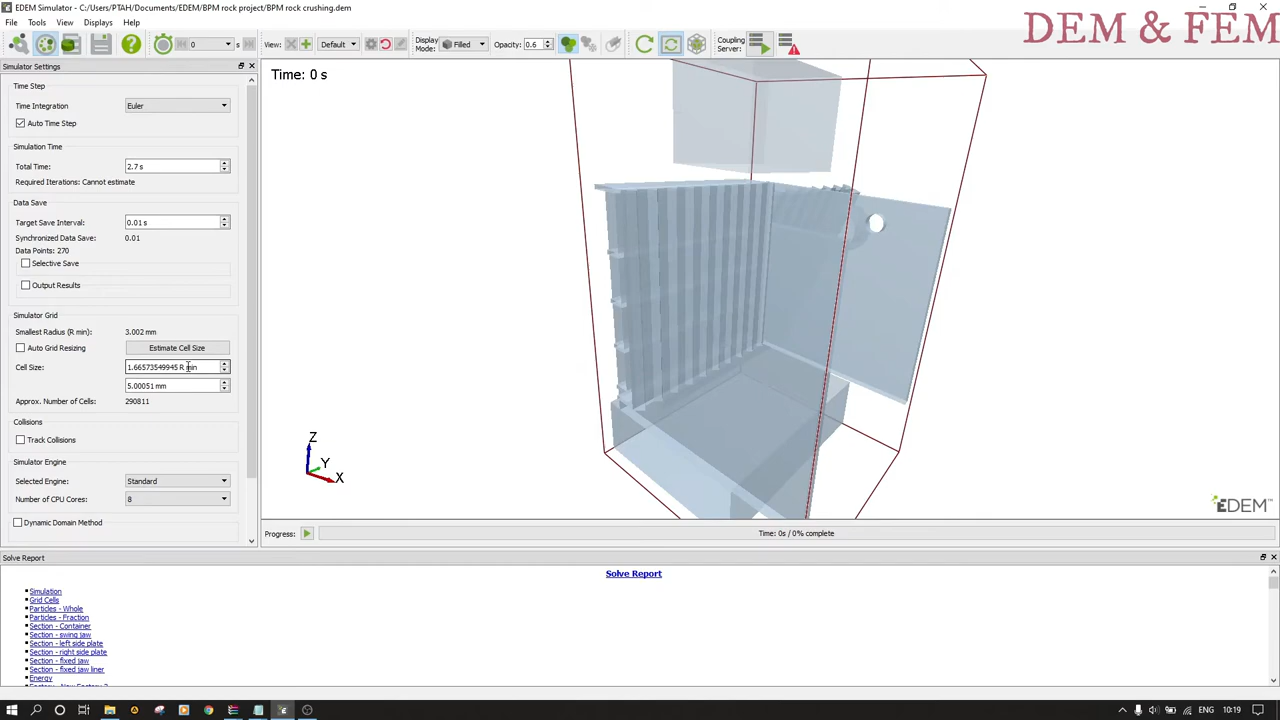 EDEM Simulator - C:/Users/PTAH/Documents/EDEM/BPM rock project/BPM rock crushing.dem
DEM & FEM
File Tools View Displays Help
0 s View: Default Display Mode: Filled Opacity: 0.6 Coupling Server:
Simulator Settings
Time: 0 s
Time Step
Time Integration Euler
Auto Time Step
Simulation Time
Total Time: 2.7 s
Required Iterations: Cannot estimate
Data Save
Target Save Interval: 0.01 s
Synchronized Data Save: 0.01
Data Points: 270
Selective Save
Output Results
Simulator Grid
Smallest Radius (R min): 3.002 mm
Auto Grid Resizing Estimate Cell Size
Cell Size: 1.66573549945 R min
5.00051 mm
Approx. Number of Cells: 290811
Collisions
Track Collisions
Simulator Engine
Selected Engine: Standard
Number of CPU Cores: 8
Dynamic Domain Method
Z
Y
X
EDEM
Progress: Time: 0s / 0% complete
Solve Report
Solve Report
Simulation
Grid Cells
Particles - Whole
Particles - Fraction
Section - Container
Section - swing jaw
Section - left side plate
Section - right side plate
Section - fixed jaw
Section - fixed jaw liner
Energy
ENG 10:19